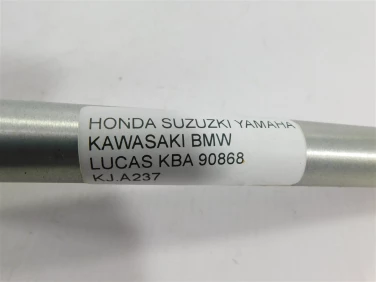 HONDA SUZUZKI YAMAHA
KAWASAKI BMW
LUCAS KBA 90868
KJ.A237